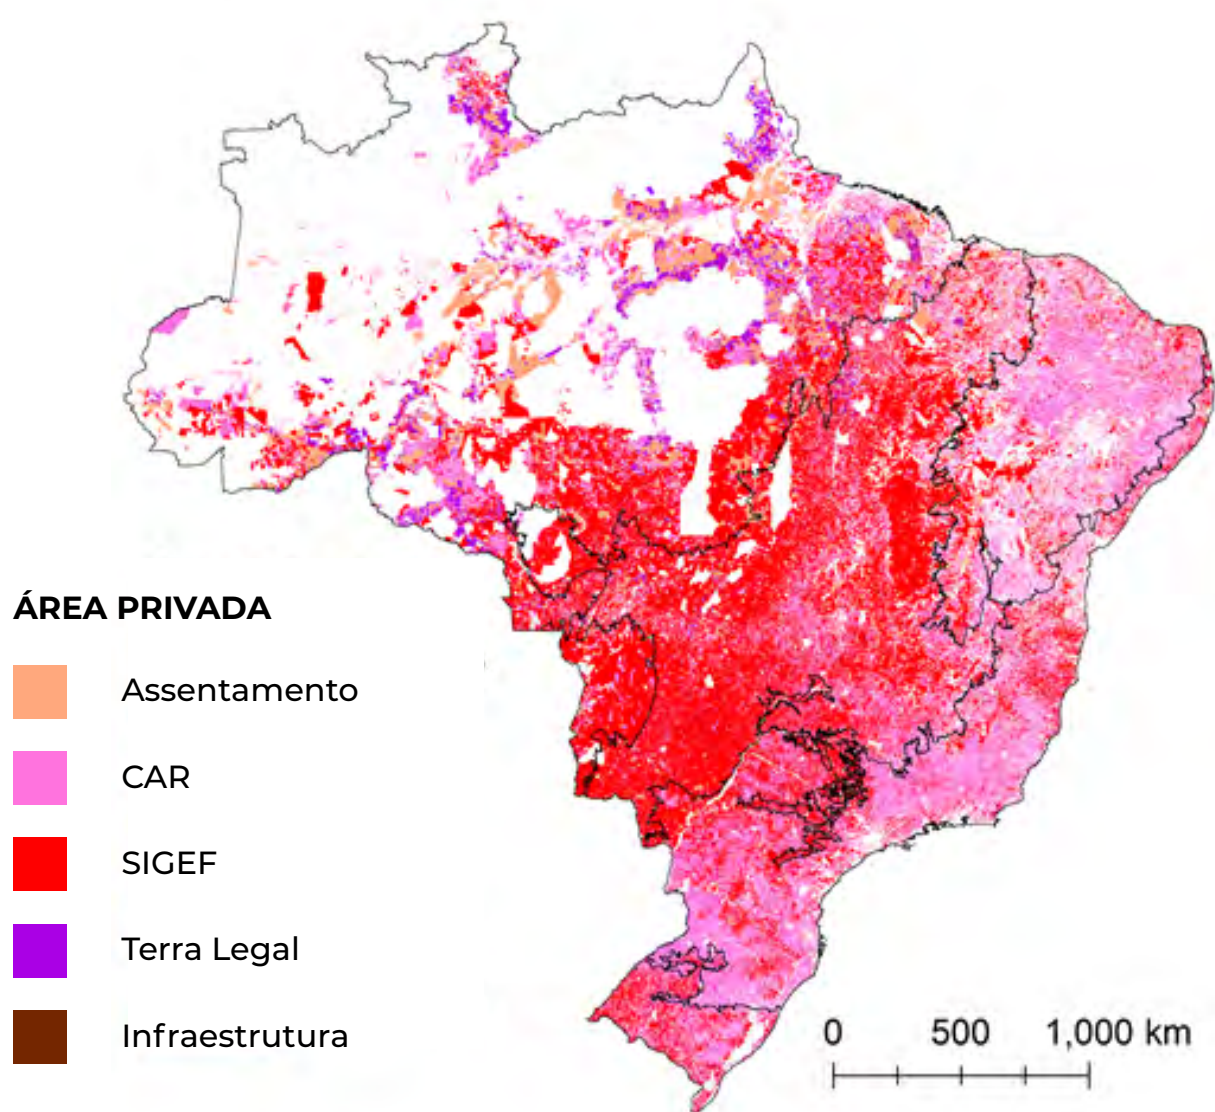 ÁREA PRIVADA
Assentamento
CAR
SIGEF
Terra Legal
Infraestrutura
0 500 1,000 km